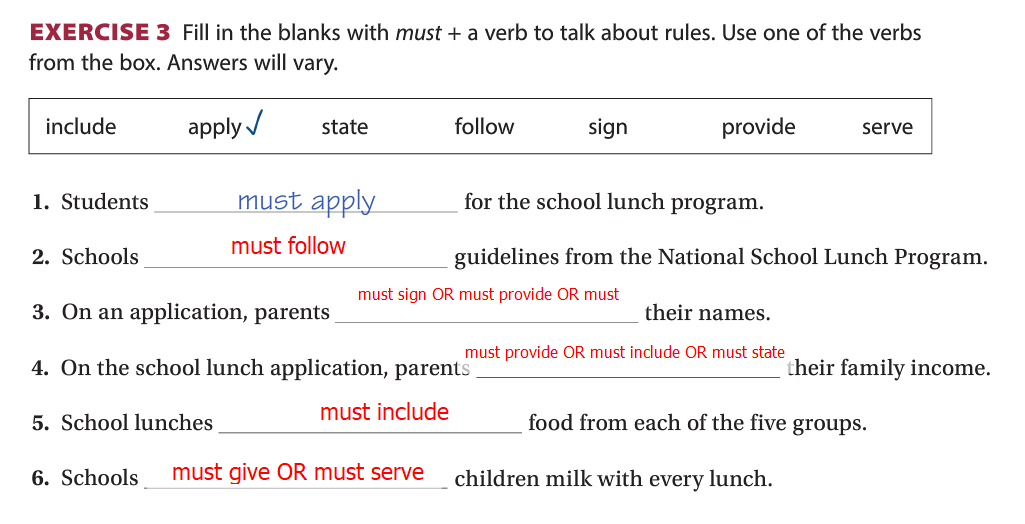 EXERCISE 3 Fill in the blanks with must + a verb to talk about rules. Use one of the verbs
from the box. Answers will vary.
include apply✓ state follow sign provide serve
1. Students must apply for the school lunch program.
2. Schools must follow guidelines from the National School Lunch Program.
3. On an application, parents must sign OR must provide OR must their names.
4. On the school lunch application, parents must provide OR must include OR must state their family income.
5. School lunches must include food from each of the five groups.
6. Schools must give OR must serve children milk with every lunch.